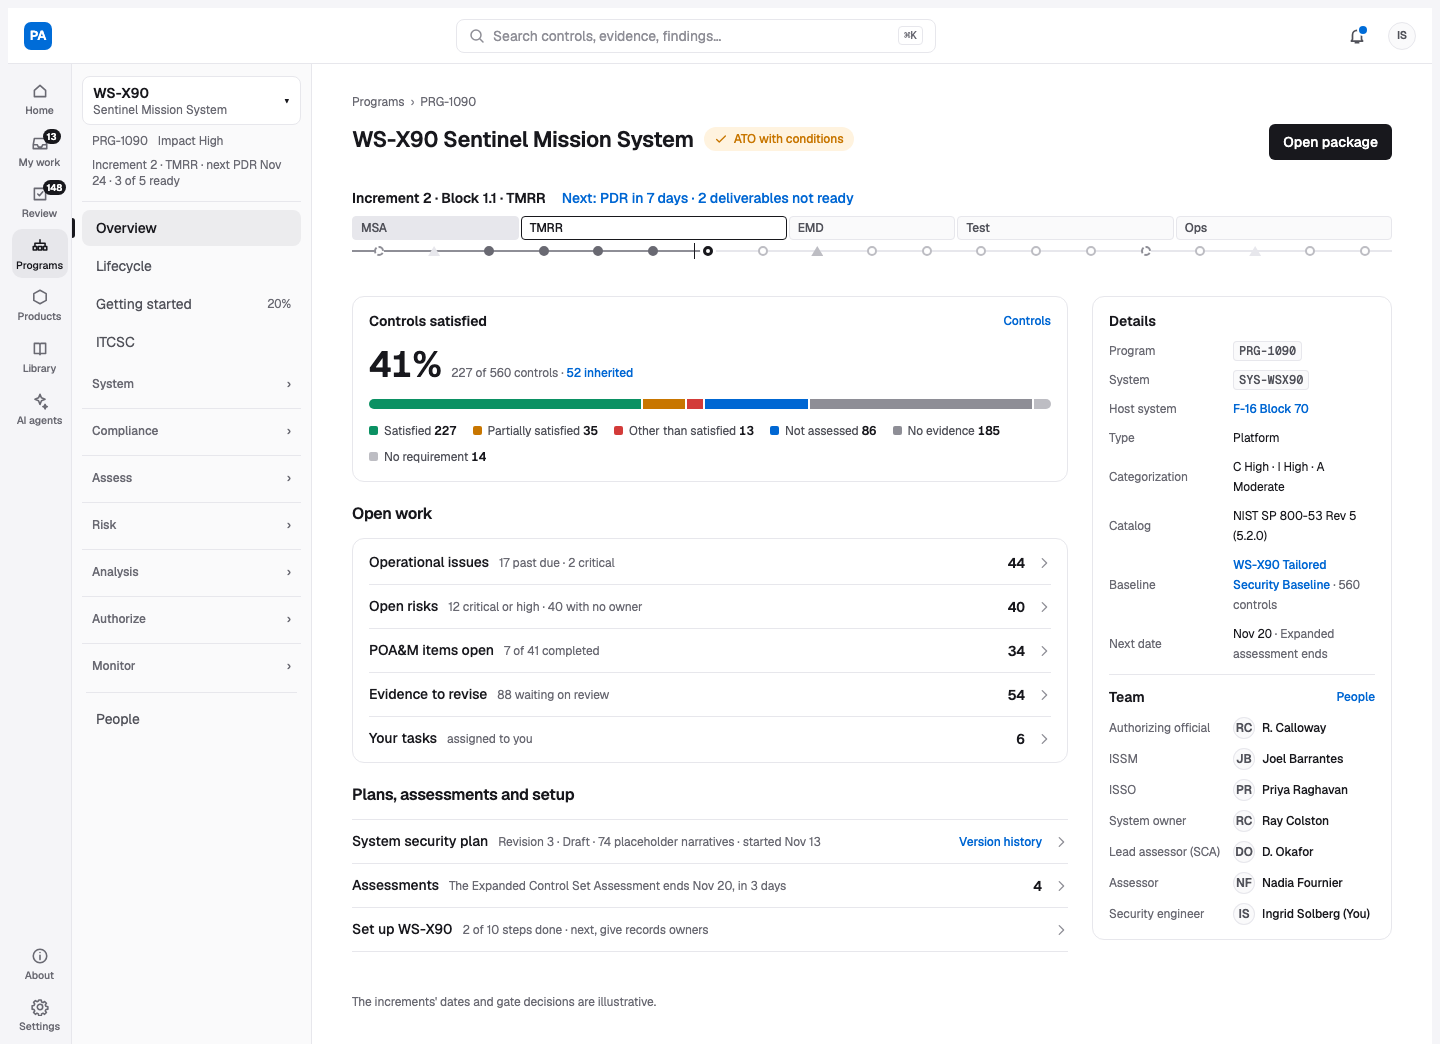 PA
Search controls, evidence, findings...
⌘K
IS
Home
13
My work
148
Review
Programs
Products
Library
AI agents
About
Settings
WS-X90
Sentinel Mission System
PRG-1090 Impact High
Increment 2 · TMRR · next PDR Nov
24 · 3 of 5 ready
Overview
Lifecycle
Getting started 20%
ITCSC
System
Compliance
Assess
Risk
Analysis
Authorize
Monitor
People
Programs › PRG-1090
WS-X90 Sentinel Mission System
ATO with conditions
Open package
Increment 2 · Block 1.1 · TMRR Next: PDR in 7 days · 2 deliverables not ready
MSA TMRR EMD Test Ops
Controls satisfied Controls
41% 227 of 560 controls · 52 inherited
Satisfied 227 Partially satisfied 35 Other than satisfied 13 Not assessed 86 No evidence 185
No requirement 14
Open work
Operational issues 17 past due · 2 critical 44
Open risks 12 critical or high · 40 with no owner 40
POA&M items open 7 of 41 completed 34
Evidence to revise 88 waiting on review 54
Your tasks assigned to you 6
Plans, assessments and setup
System security plan Revision 3 · Draft · 74 placeholder narratives · started Nov 13 Version history
Assessments The Expanded Control Set Assessment ends Nov 20, in 3 days 4
Set up WS-X90 2 of 10 steps done · next, give records owners
The increments' dates and gate decisions are illustrative.
Details
Program PRG-1090
System SYS-WSX90
Host system F-16 Block 70
Type Platform
Categorization C High · I High · A
Moderate
Catalog NIST SP 800-53 Rev 5
(5.2.0)
Baseline WS-X90 Tailored
Security Baseline · 560
controls
Next date Nov 20 · Expanded
assessment ends
Team People
Authorizing official RC R. Calloway
ISSM JB Joel Barrantes
ISSO PR Priya Raghavan
System owner RC Ray Colston
Lead assessor (SCA) DO D. Okafor
Assessor NF Nadia Fournier
Security engineer IS Ingrid Solberg (You)